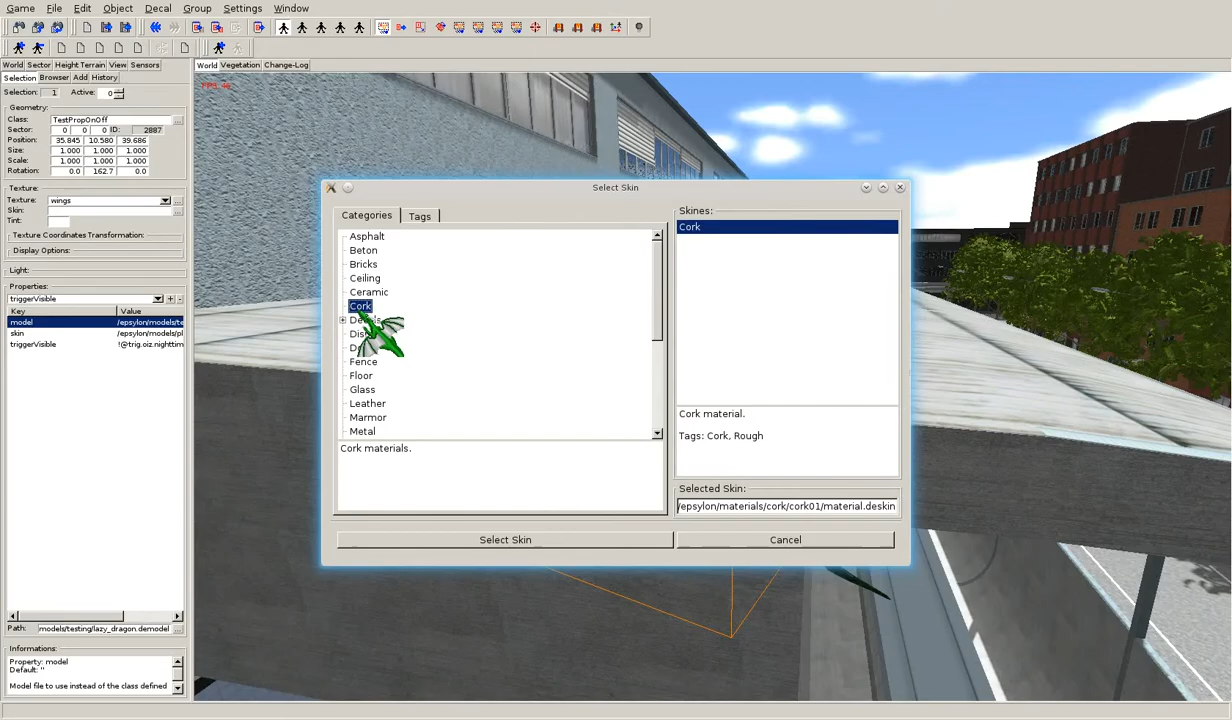 Game File Edit Object Decal Group Settings Window
World Sector Height Terrain View Sensors
Selection Browser Add History
Selection: 1 Active: 0
Geometry:
Class: TestPropOnOff
Sector: 0 0 0 ID: 2887
Position: 35.845 10.580 39.686
Size: 1.000 1.000 1.000
Scale: 1.000 1.000 1.000
Rotation: 0.0 162.7 0.0
Texture:
Texture: wings
Skin:
Tint:
Texture Coordinates Transformation:
Display Options:
Light:
Properties:
triggerVisible + -
Key Value
model /epsylon/models/te
skin /epsylon/models/pl
triggerVisible !@trig.oiz.nighttim
Path: models/testing/lazy_dragon.demodel
Informations:
Property: model
Default: ''
Model file to use instead of the class defined
World Vegetation Change-Log
FPS 46
Select Skin
Categories Tags
Asphalt
Beton
Bricks
Ceiling
Ceramic
Cork
Fence
Floor
Glass
Leather
Marmor
Metal
Cork materials.
Skines:
Cork
Cork material.
Tags: Cork, Rough
Selected Skin:
/epsylon/materials/cork/cork01/material.deskin
Select Skin Cancel